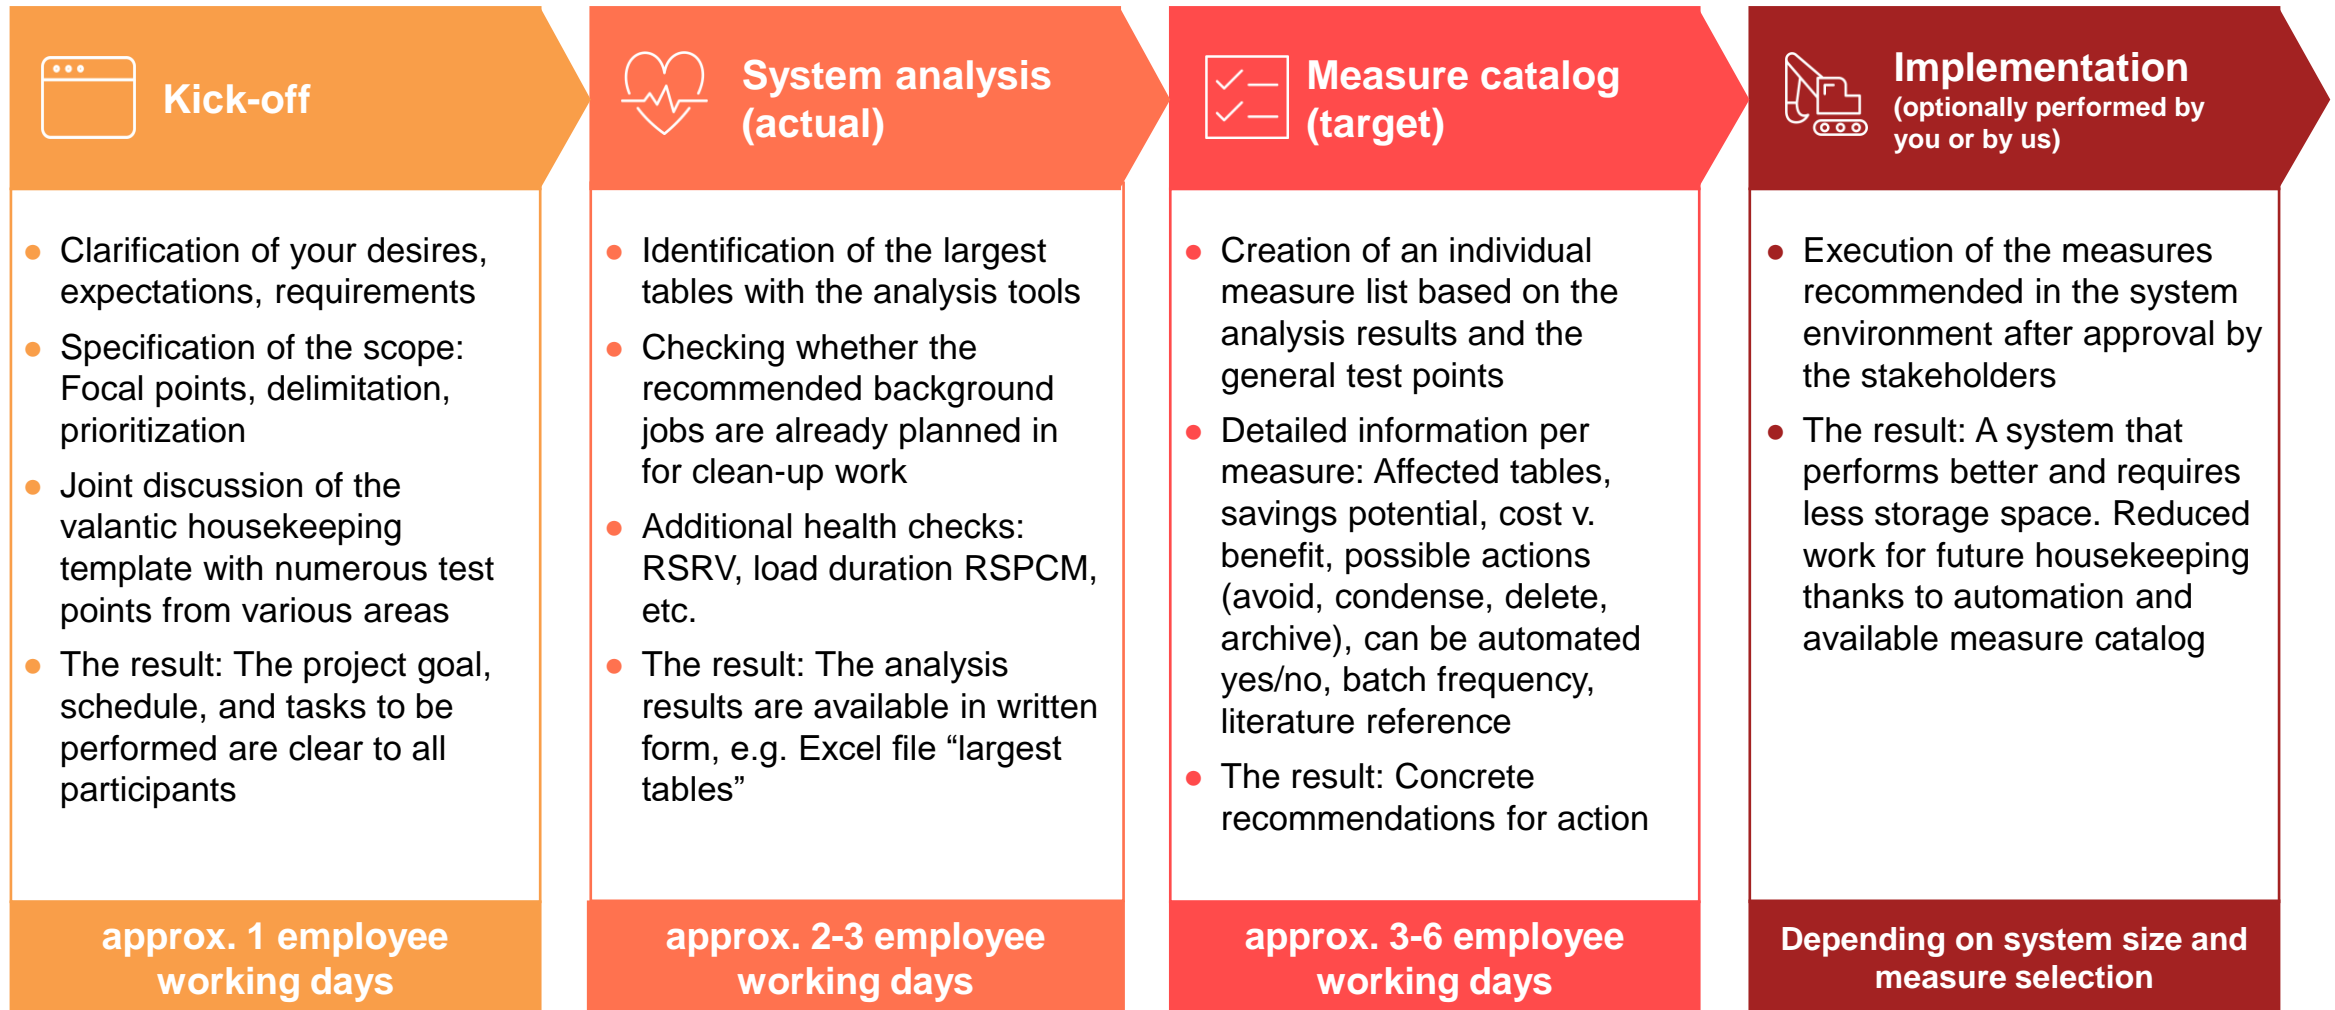 Kick-off
Clarification of your desires,
expectations, requirements
Specification of the scope:
Focal points, delimitation,
prioritization
Joint discussion of the
valantic housekeeping
template with numerous test
points from various areas
The result: The project goal,
schedule, and tasks to be
performed are clear to all
participants
approx. 1 employee
working days
System analysis
(actual)
Identification of the largest
tables with the analysis tools
Checking whether the
recommended background
jobs are already planned in
for clean-up work
Additional health checks:
RSRV, load duration RSPCM,
etc.
The result: The analysis
results are available in written
form, e.g. Excel file “largest
tables”
approx. 2-3 employee
working days
Measure catalog
(target)
Creation of an individual
measure list based on the
analysis results and the
general test points
Detailed information per
measure: Affected tables,
savings potential, cost v.
benefit, possible actions
(avoid, condense, delete,
archive), can be automated
yes/no, batch frequency,
literature reference
The result: Concrete
recommendations for action
approx. 3-6 employee
working days
Implementation
(optionally performed by
you or by us)
Execution of the measures
recommended in the system
environment after approval by
the stakeholders
The result: A system that
performs better and requires
less storage space. Reduced
work for future housekeeping
thanks to automation and
available measure catalog
Depending on system size and
measure selection